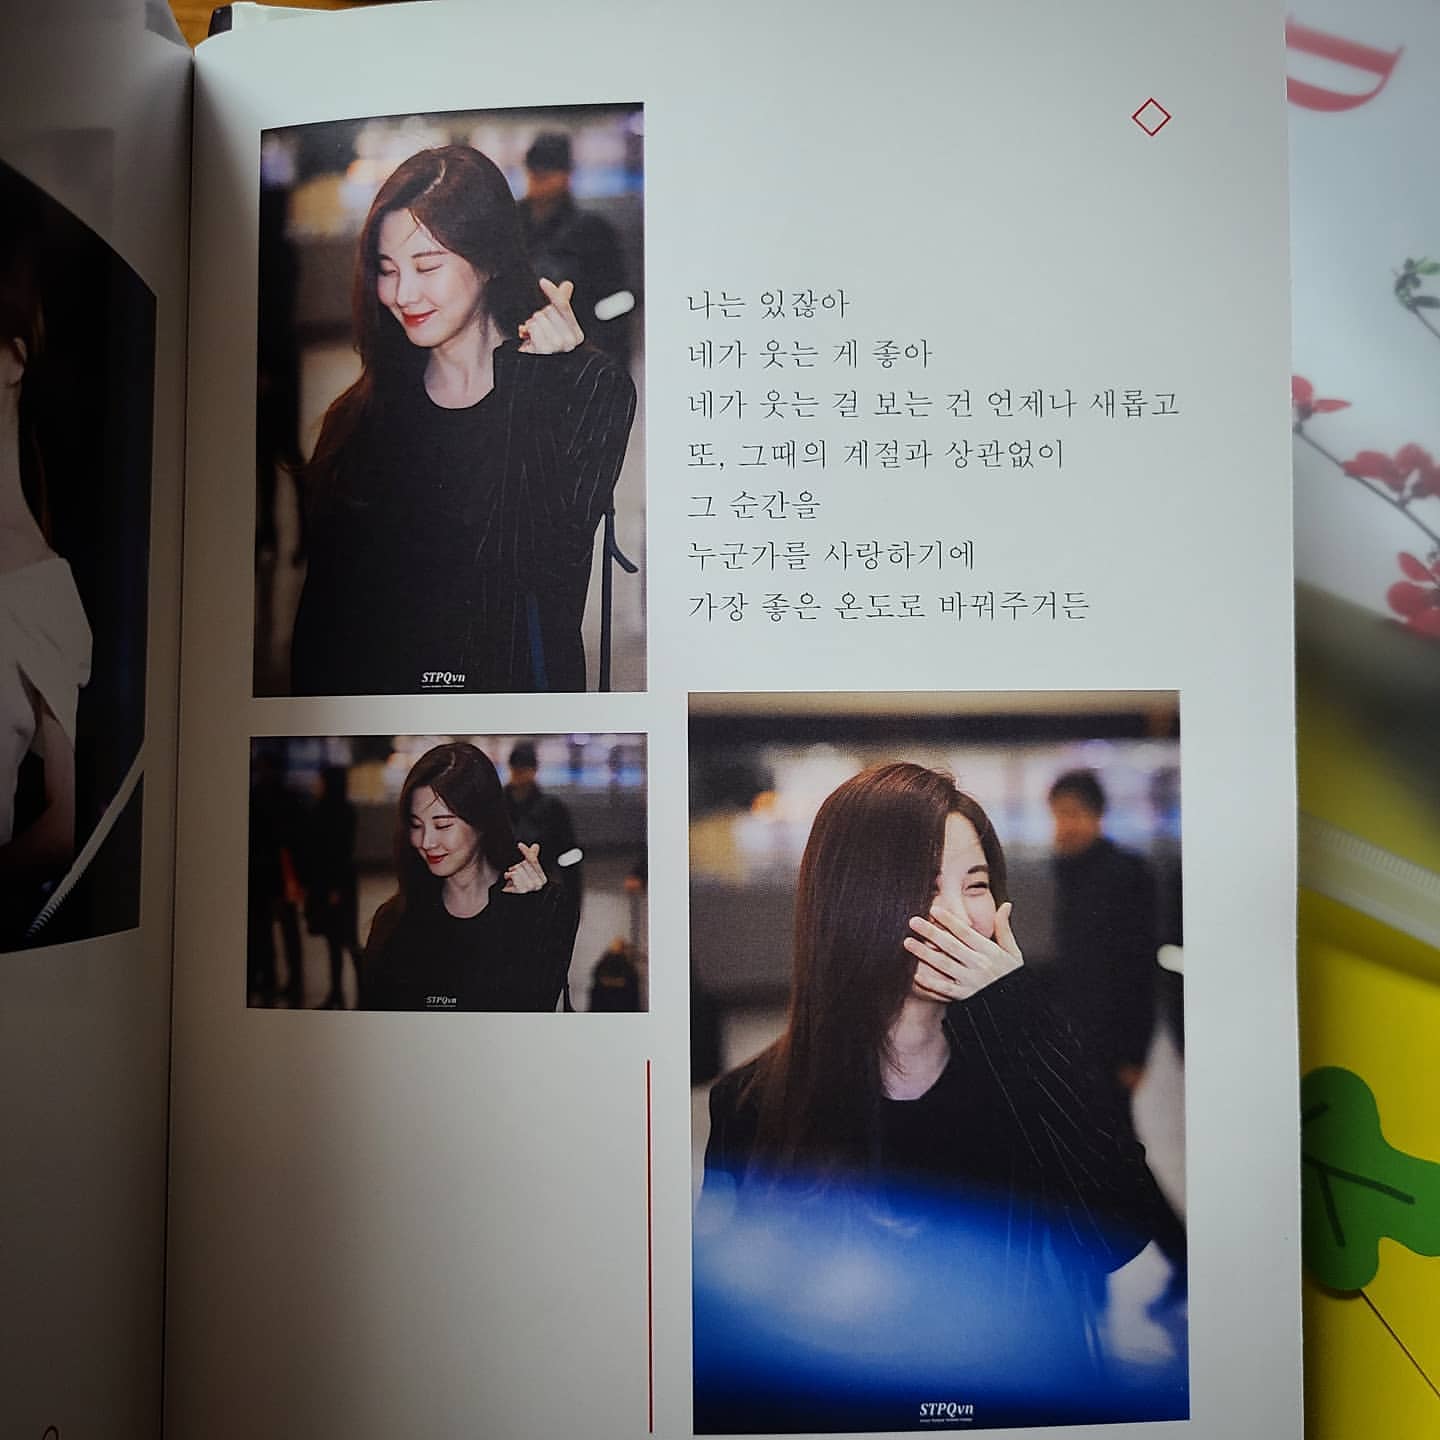 D
나는 있잖아
네가 웃는 게 좋아
네가 웃는 걸 보는 건 언제나 새롭고
또, 그때의 계절과 상관없이
그 순간을
누군가를 사랑하기에
가장 좋은 온도로 바꿔주거든
STPQvn
STPQvn
STPQvn